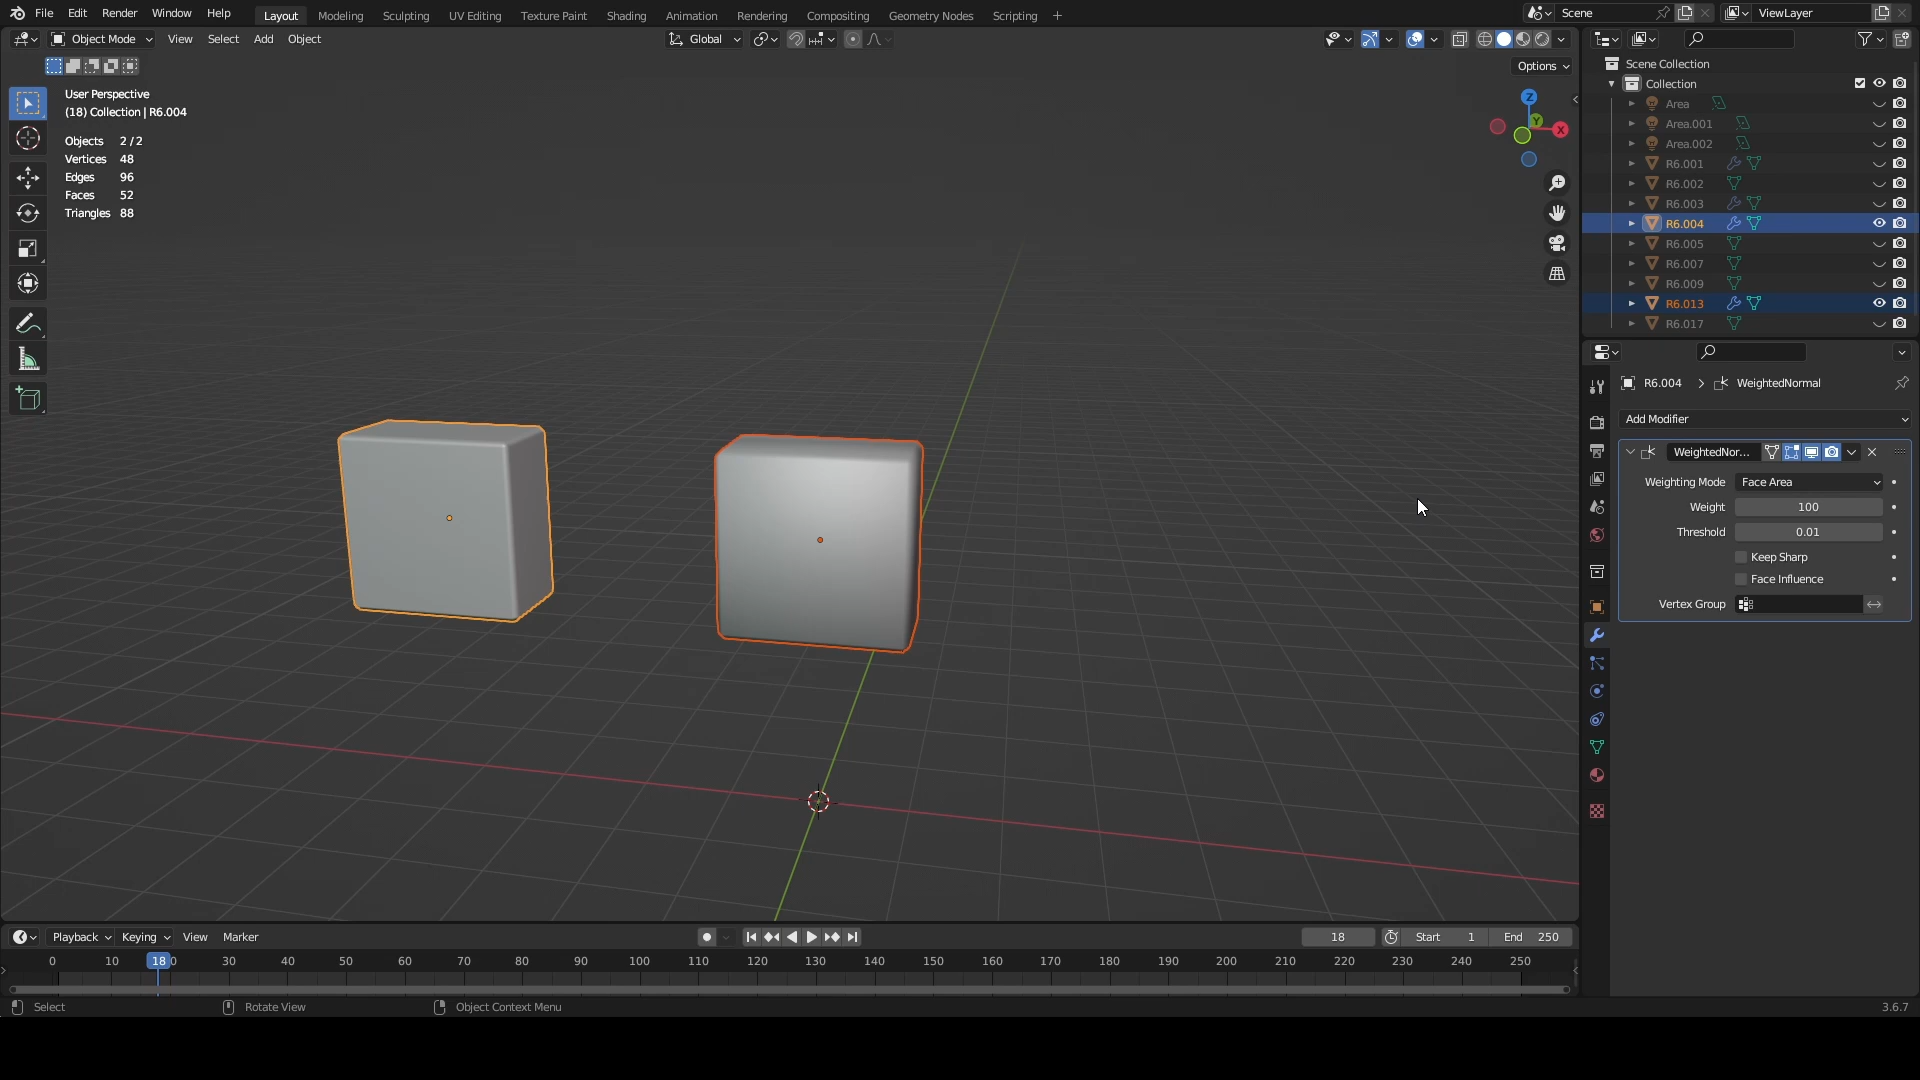 File Edit Render Window Help Layout Modeling Sculpting UV Editing Texture Paint Shading Animation Rendering Compositing Geometry Nodes Scripting + Scene ViewLayer
Object Mode View Select Add Object Global
Options
User Perspective
(18) Collection | R6.004
Objects 2/2
Vertices 48
Edges 96
Faces 52
Triangles 88
Z
Y
X
Scene Collection
Collection
Area
Area.001
Area.002
R6.001
R6.002
R6.003
R6.004
R6.005
R6.007
R6.009
R6.013
R6.017
R6.004 > WeightedNormal
Add Modifier
WeightedNor...
Weighting Mode Face Area
Weight 100
Threshold 0.01
Keep Sharp
Face Influence
Vertex Group
Playback Keying View Marker 18 Start 1 End 250
0 10 18 0 30 40 50 60 70 80 90 100 110 120 130 140 150 160 170 180 190 200 210 220 230 240 250
Select Rotate View Object Context Menu 3.6.7